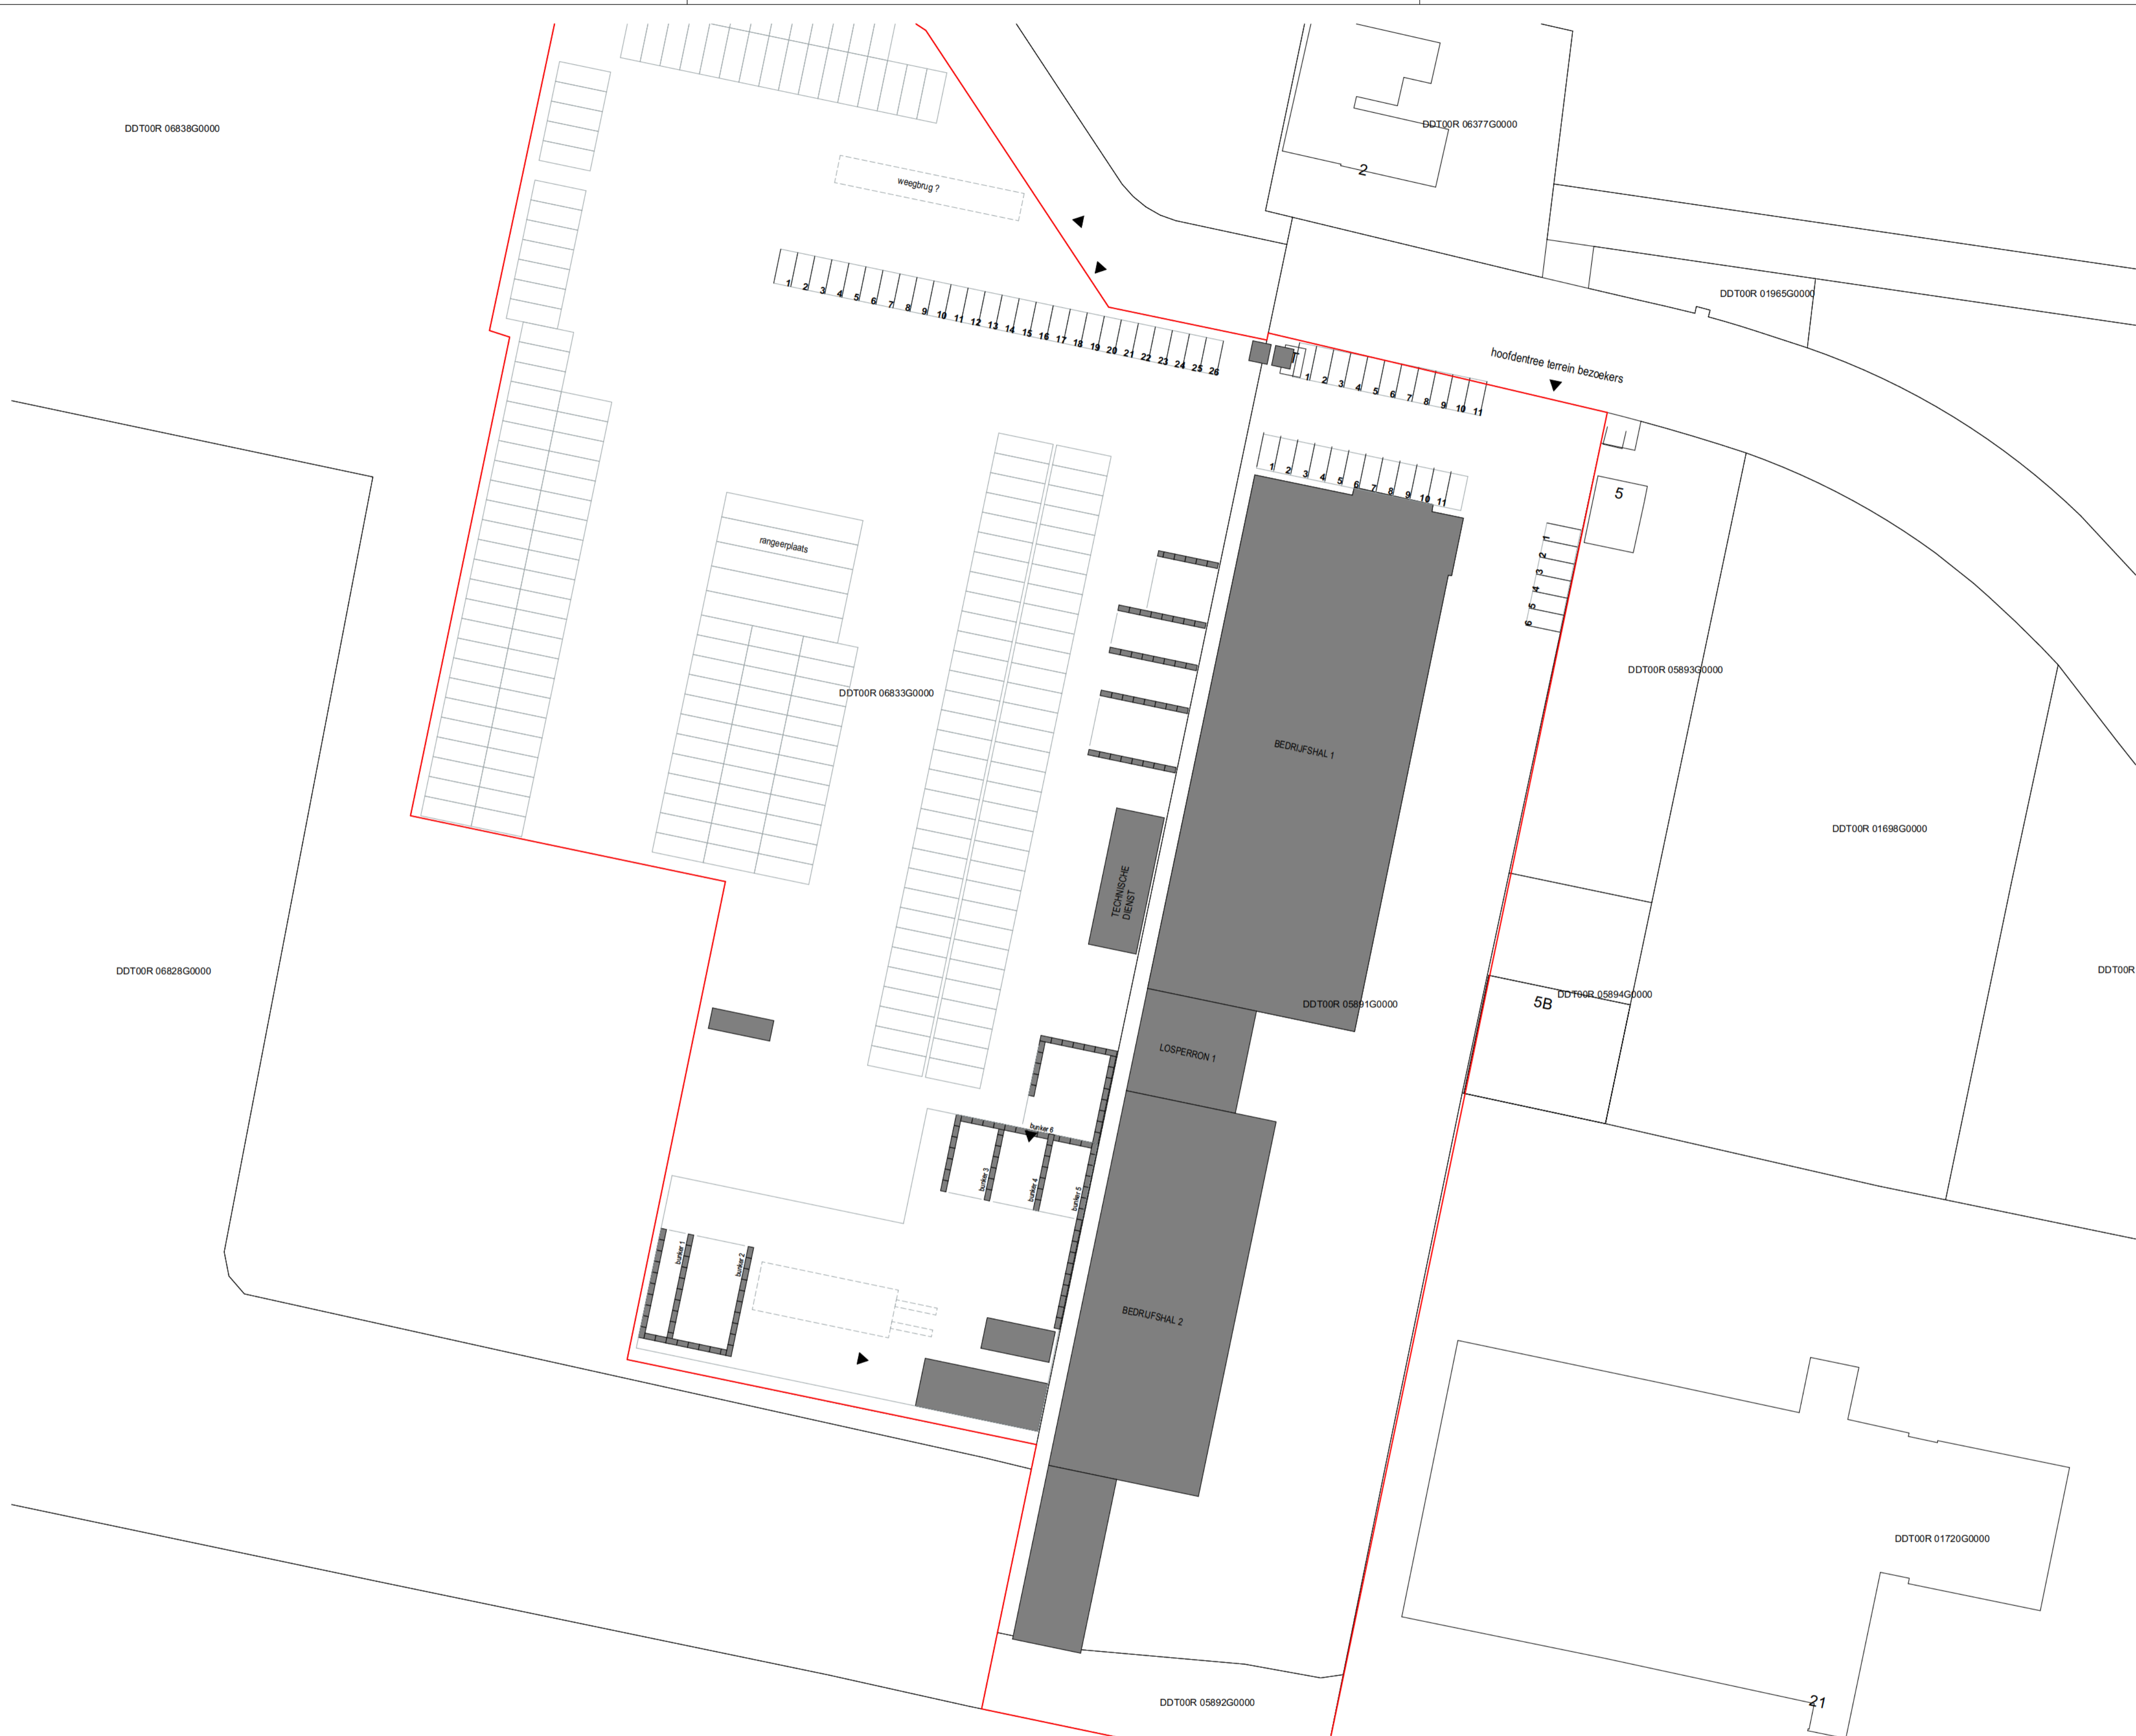 DDT00R 06838G0000
DDT00R 06377G0000
2
weegbrug ?
DDT00R 01965G0000
1 2 3 4 5 6 7 8 9 10 11 12 13 14 15 16 17 18 19 20 21 22 23 24 25 26
T
1 2 3 4 5 6 7 8 9 10 11
hoofdentree terrein bezoekers
1 2 3 4 5 6 7 8 9 10 11
5
1
2
3
4
5
6
rangeerplaats
DDT00R 06833G0000
DDT00R 05893G0000
BEDRIJFSHAL 1
DDT00R 01698G0000
TECHNISCHE
DIENST
DDT00R 06828G0000
DDT00R
DDT00R 05891G0000
5B
DDT00R 05894G0000
LOSPERRON 1
bunker 6
bunker 3
bunker 4
bunker 5
bunker 1
bunker 2
BEDRIJFSHAL 2
DDT00R 01720G0000
DDT00R 05892G0000
21